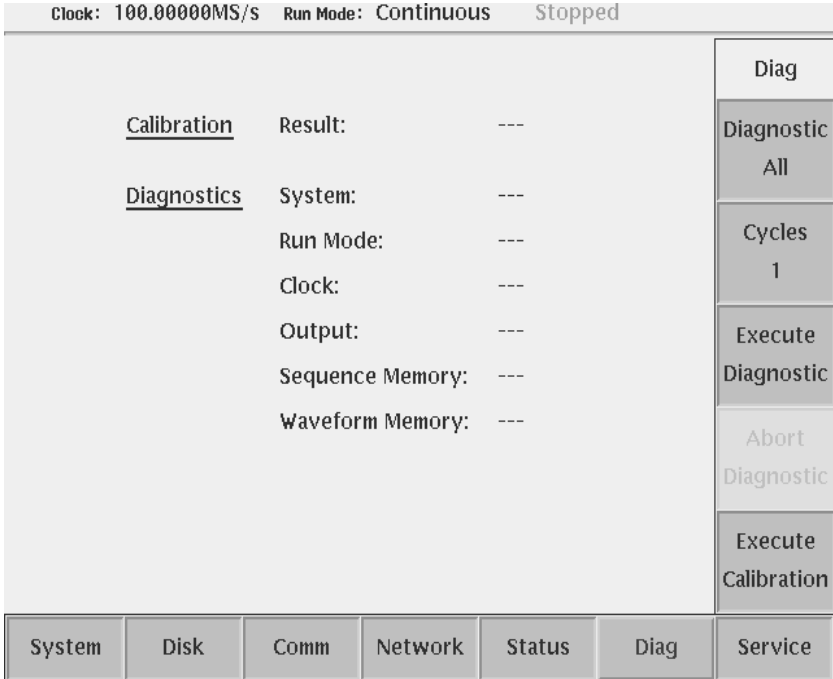 Clock: 100.00000MS/s Run Mode: Continuous Stopped
Calibration Result: ---
Diagnostics System: ---
Run Mode: ---
Clock: ---
Output: ---
Sequence Memory: ---
Waveform Memory: ---
Diag
Diagnostic
All
Cycles
1
Execute
Diagnostic
Abort
Diagnostic
Execute
Calibration
System Disk Comm Network Status Diag Service